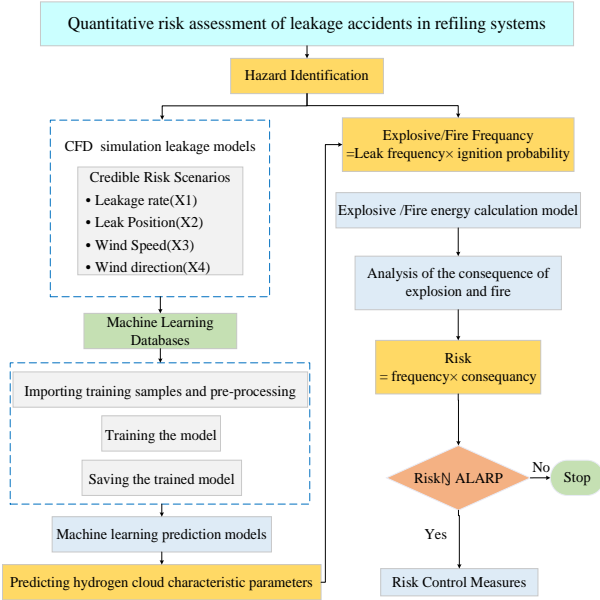 Quantitative risk assessment of leakage accidents in refiling systems
Hazard Identification
CFD simulation leakage models
Credible Risk Scenarios
• Leakage rate(X1)
• Leak Position(X2)
• Wind Speed(X3)
• Wind direction(X4)
Machine Learning
Databases
Importing training samples and pre-processing
Training the model
Saving the trained model
Machine learning prediction models
Predicting hydrogen cloud characteristic parameters
Explosive/Fire Frequancy
=Leak frequency× ignition probability
Explosive /Fire energy calculation model
Analysis of the consequence of
explosion and fire
Risk
= frequency× consequancy
Risk ALARP
No
Stop
Yes
Risk Control Measures